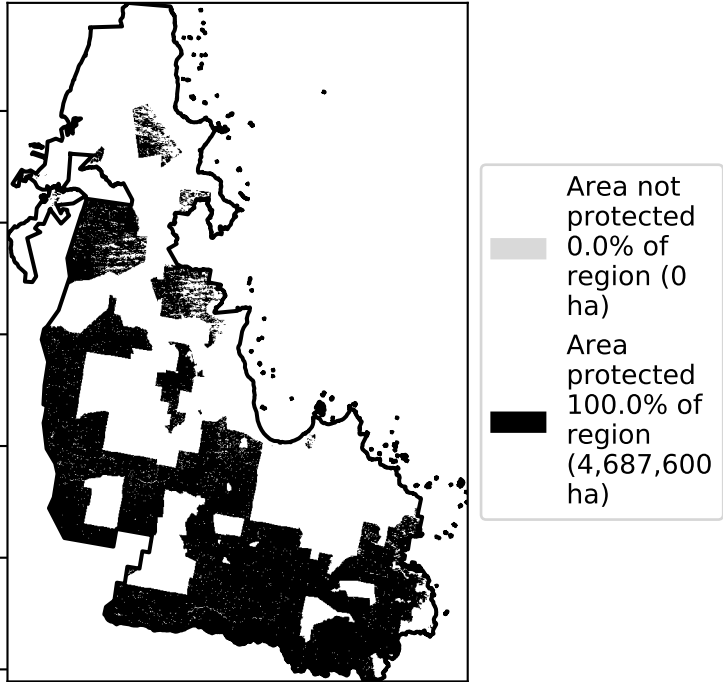 Area not
protected
0.0% of
region (0
ha)
Area
protected
100.0% of
region
(4,687,600
ha)